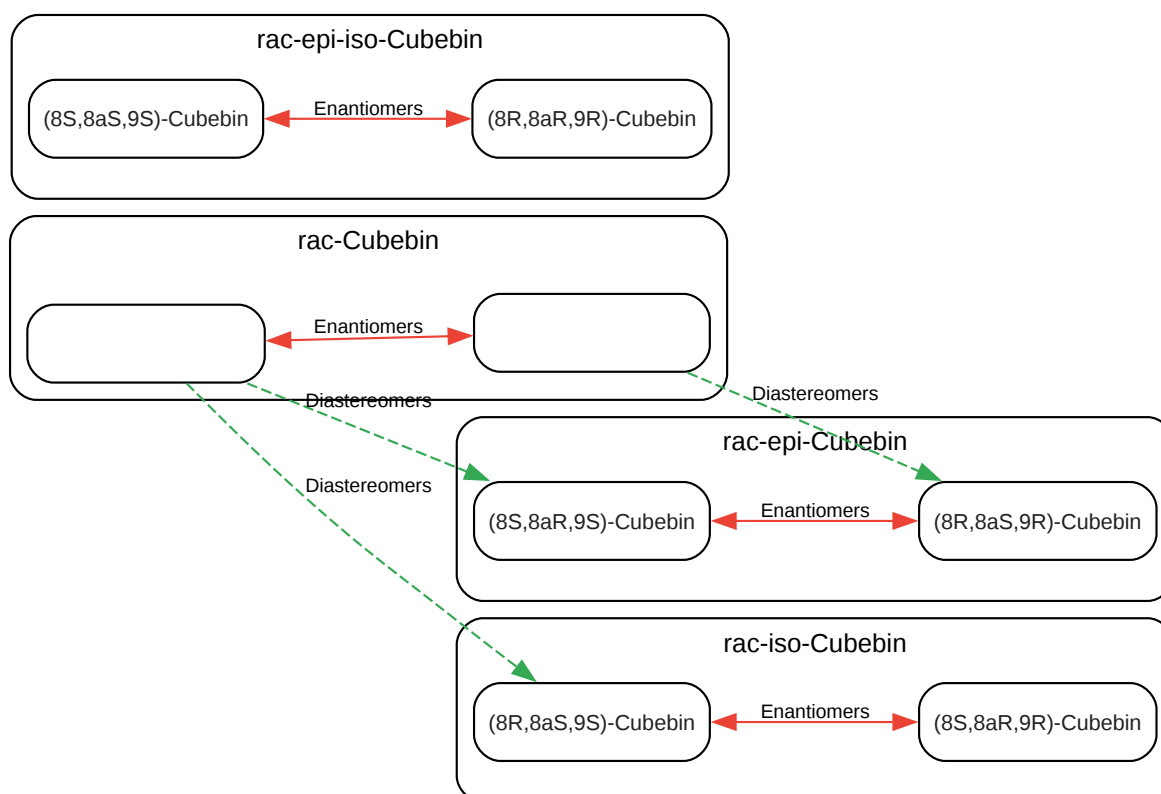 rac-epi-iso-Cubebin
(8S,8aS,9S)-Cubebin
Enantiomers
(8R,8aR,9R)-Cubebin
rac-Cubebin
Enantiomers
Diastereomers
Diastereomers
rac-epi-Cubebin
Diastereomers
(8S,8aR,9S)-Cubebin
Enantiomers
(8R,8aS,9R)-Cubebin
rac-iso-Cubebin
(8R,8aS,9S)-Cubebin
Enantiomers
(8S,8aR,9R)-Cubebin